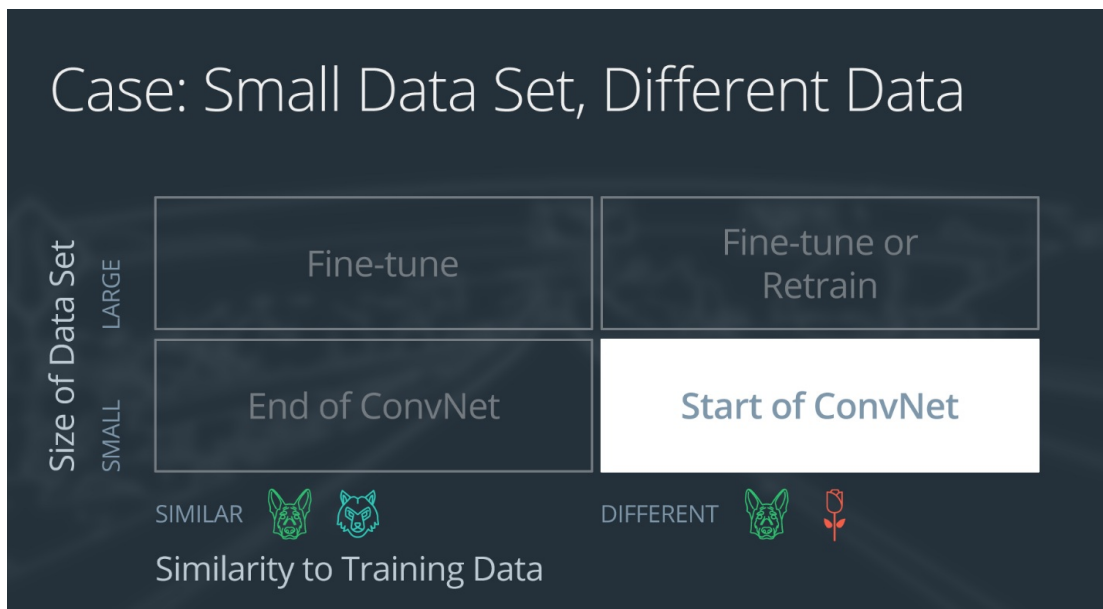 Case: Small Data Set, Different Data
Size of Data Set
LARGE
SMALL
Fine-tune
Fine-tune or
Retrain
End of ConvNet
Start of ConvNet
SIMILAR
DIFFERENT
Similarity to Training Data